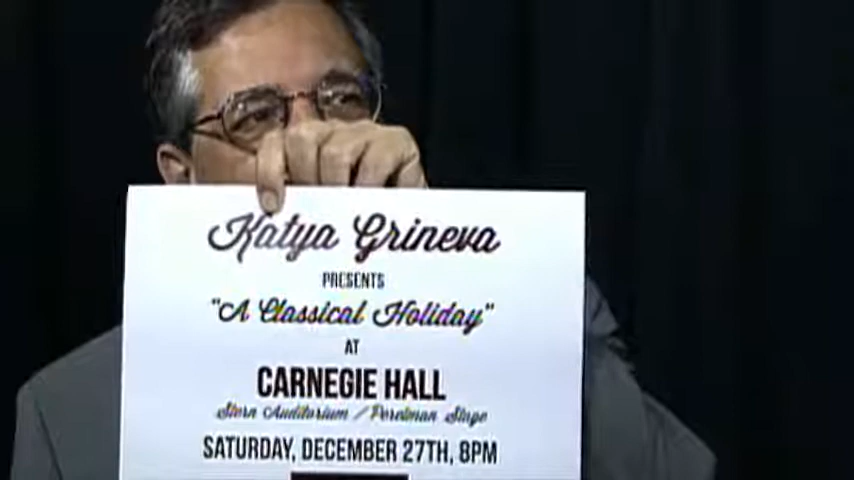 Katya Grineva
PRESENTS
"A Classical Holiday"
AT
CARNEGIE HALL
Stern Auditorium / Perelman Stage
SATURDAY, DECEMBER 27TH, 8PM